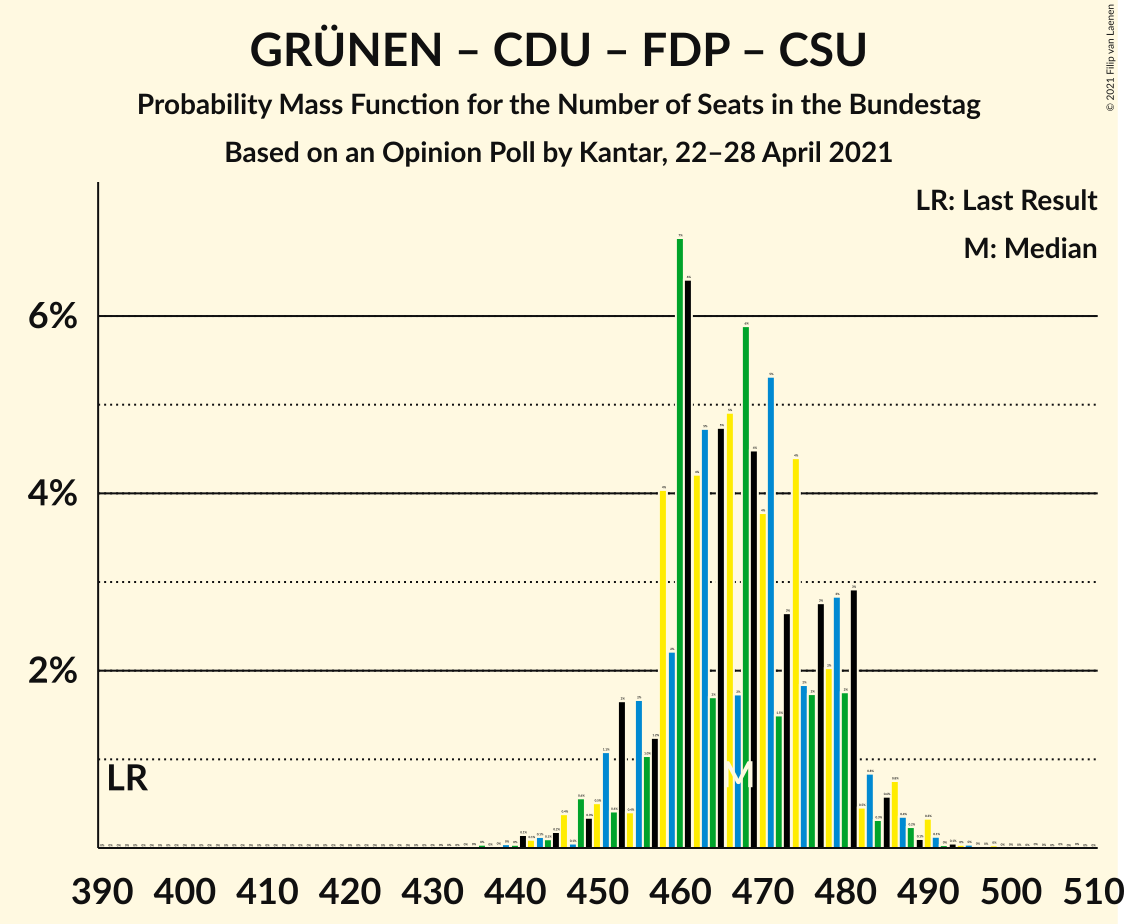 GRÜNEN – CDU – FDP – CSU
Probability Mass Function for the Number of Seats in the Bundestag
Based on an Opinion Poll by Kantar, 22–28 April 2021
© 2021 Filip van Laenen
LR: Last Result
M: Median
6%
4%
2%
LR
M
390 400 410 420 430 440 450 460 470 480 490 500 510